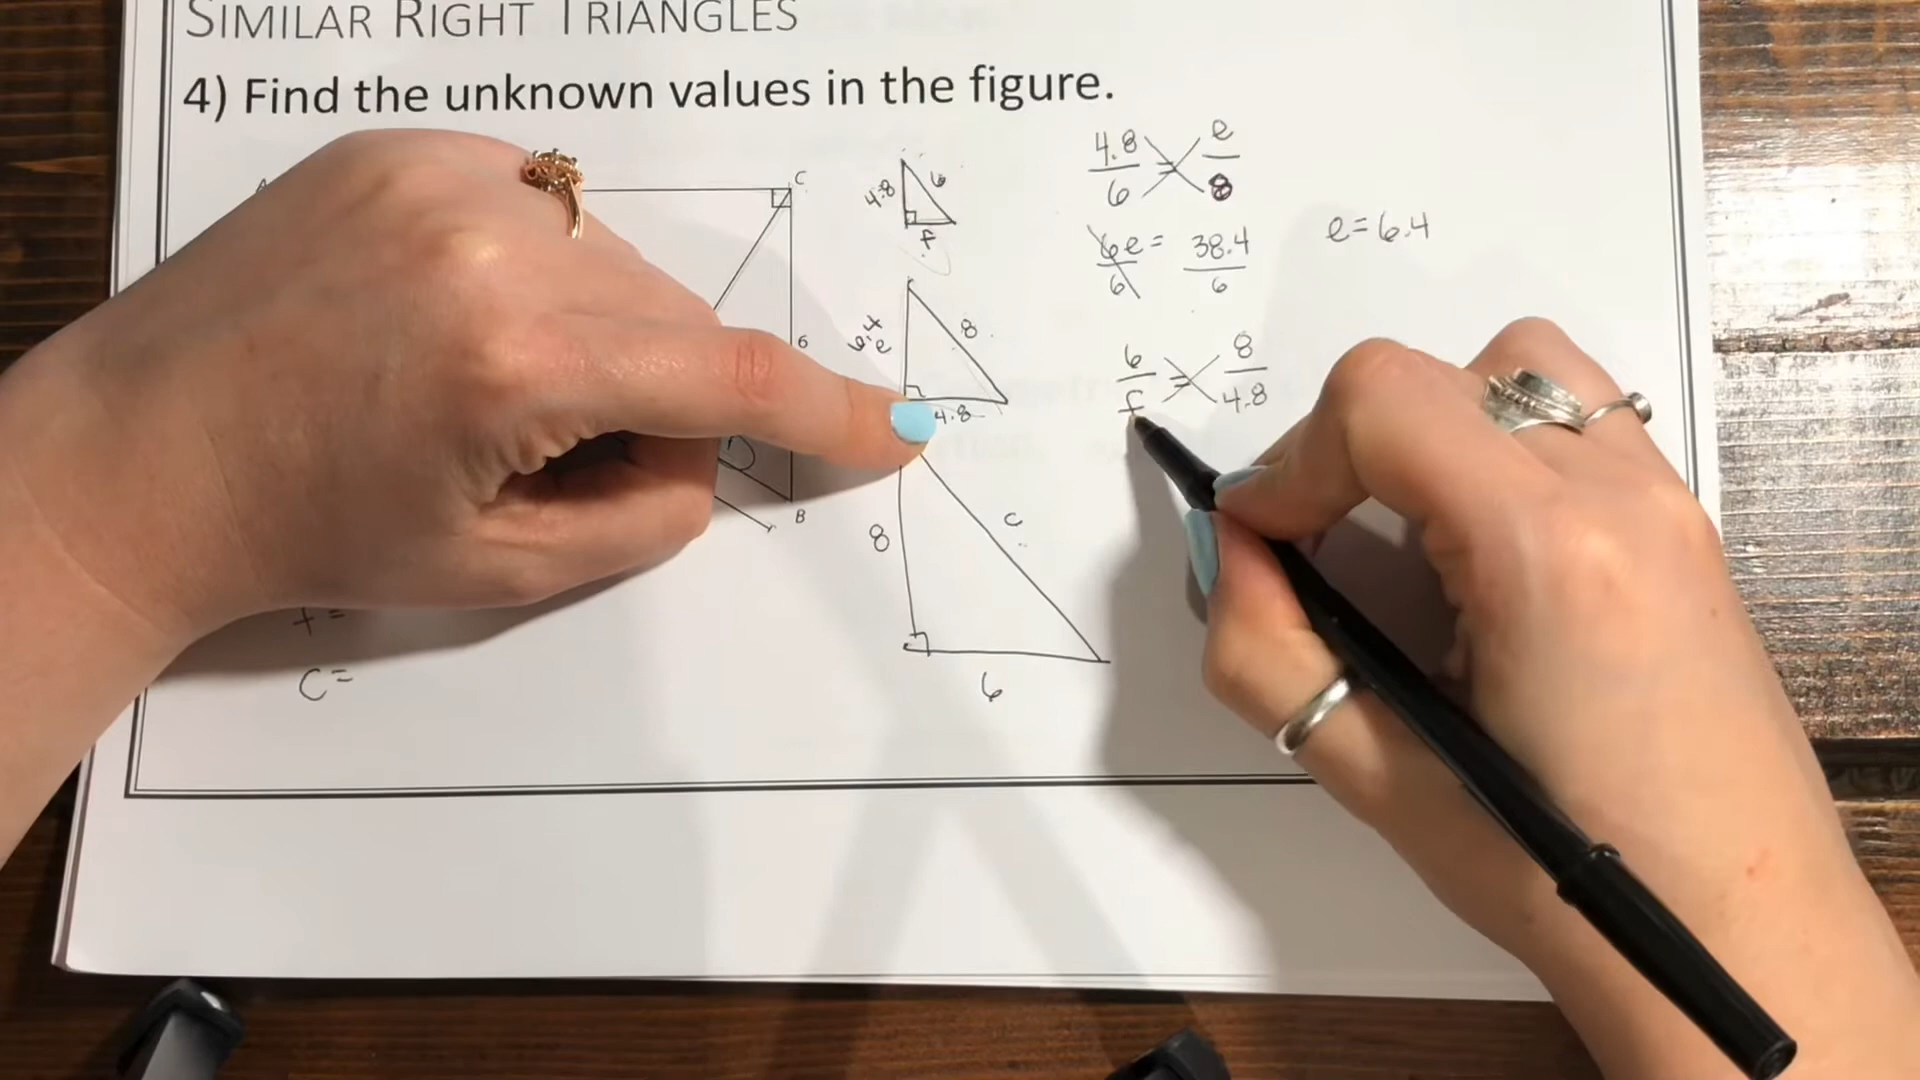 SIMILAR RIGHT TRIANGLES
4) Find the unknown values in the figure.
A
C
6
D
B
f =
C =
4.8
6
f
6.4
e
8
4.8
8
c
6
4.8 = e
6 8
6e = 38.4
6 6
e = 6.4
6 = 8
f 4.8